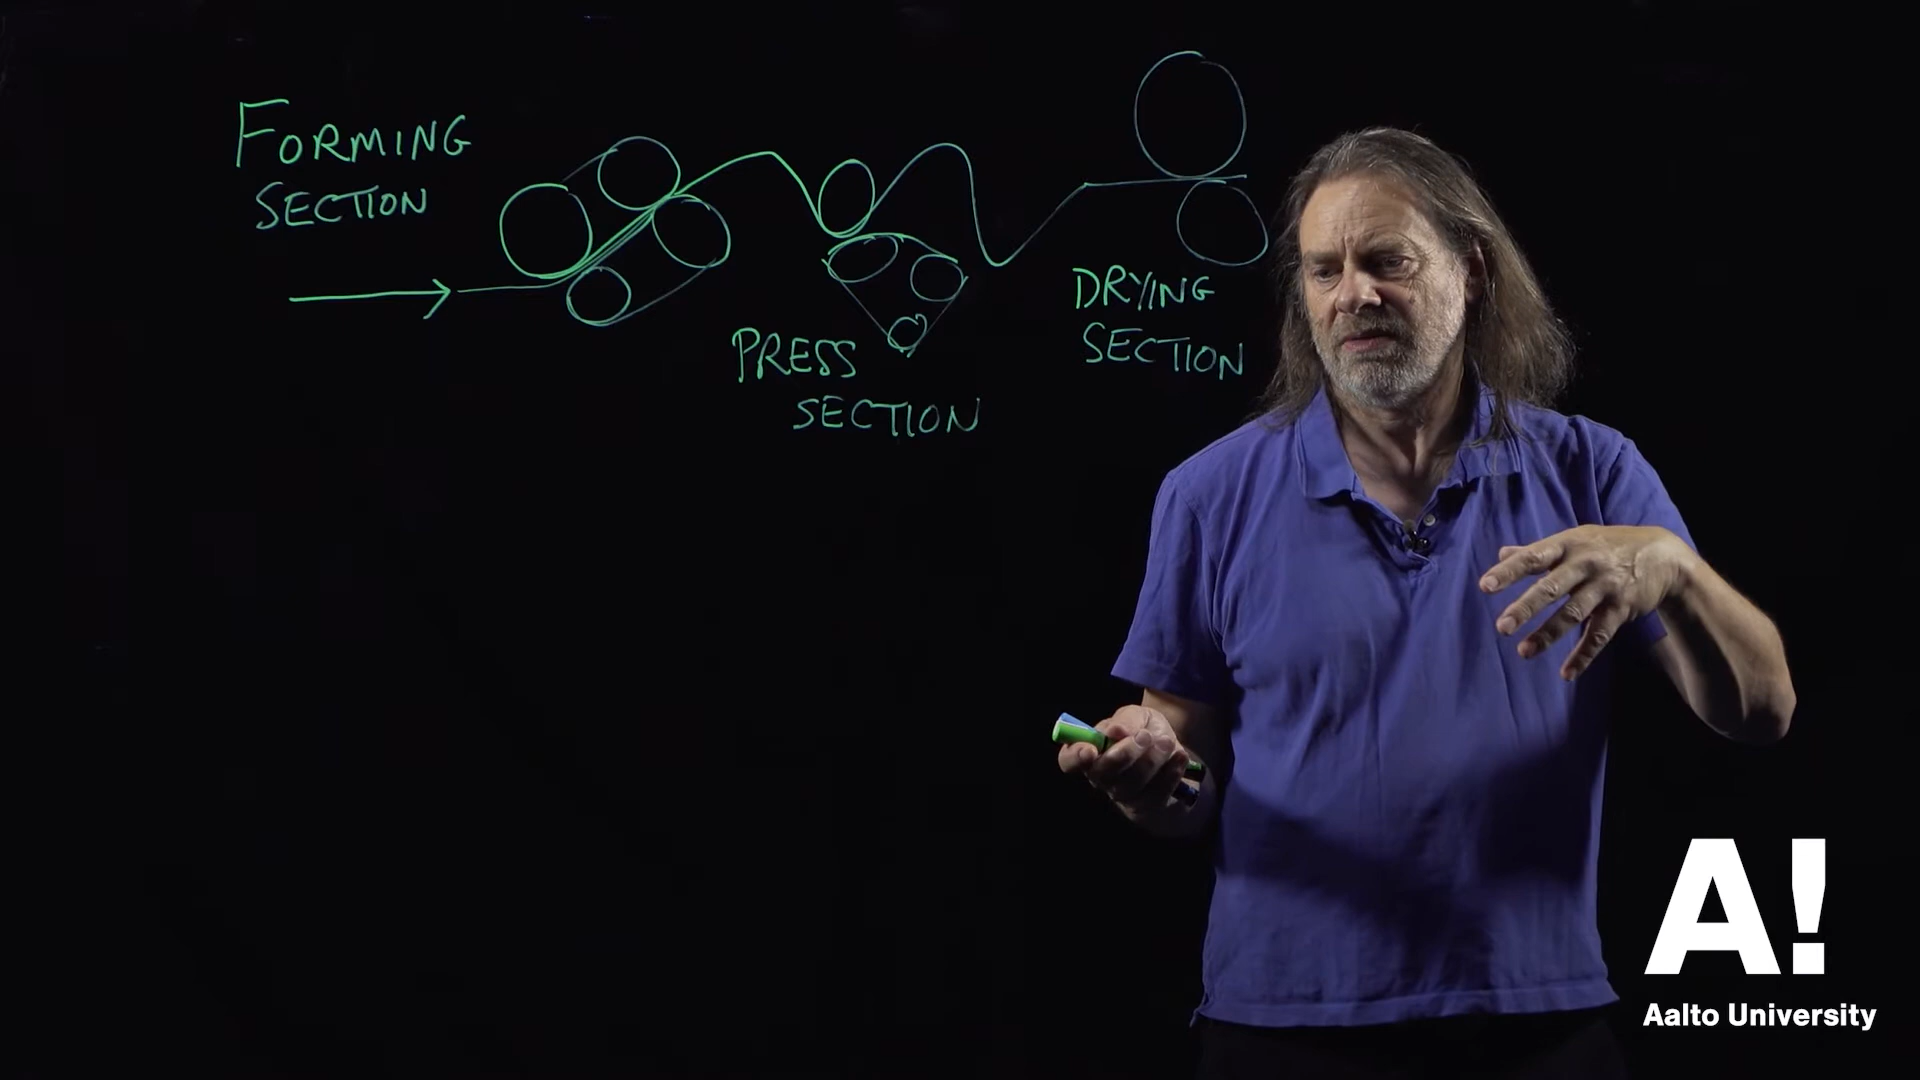 FORMING
SECTION
PRESS
SECTION
DRYING
SECTION
A!
Aalto University